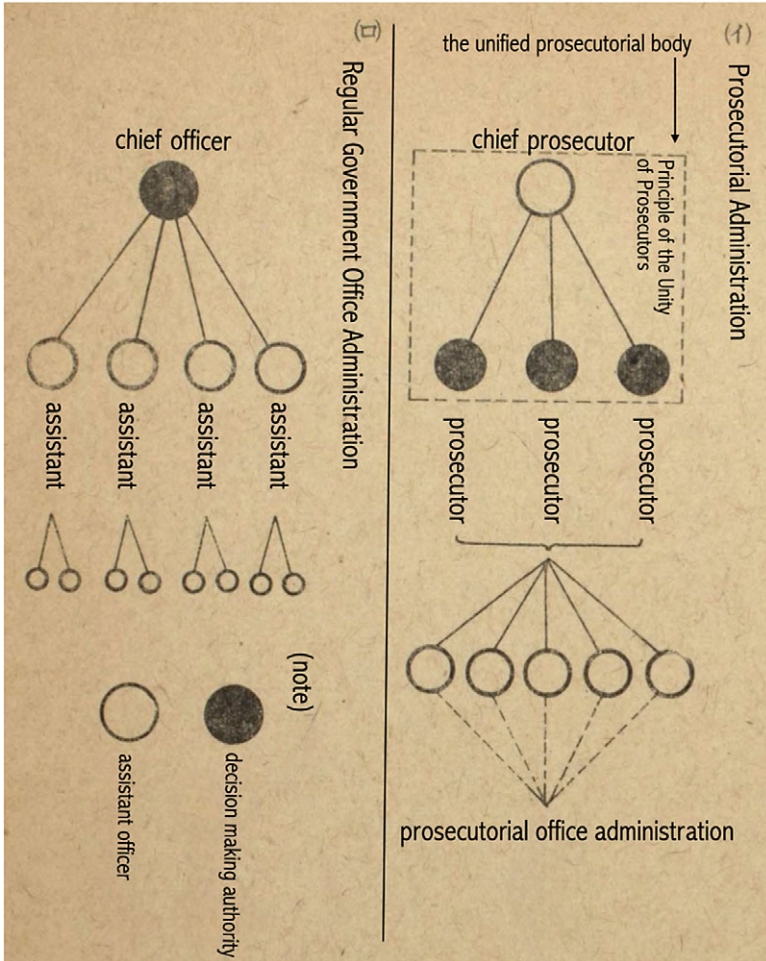 (イ)
Prosecutorial Administration
the unified prosecutorial body
chief prosecutor
Principle of the Unity
of Prosecutors
prosecutor
prosecutor
prosecutor
prosecutorial office administration
(ロ)
Regular Government Office Administration
chief officer
assistant
assistant
assistant
assistant
(note)
decision making authority
assistant officer